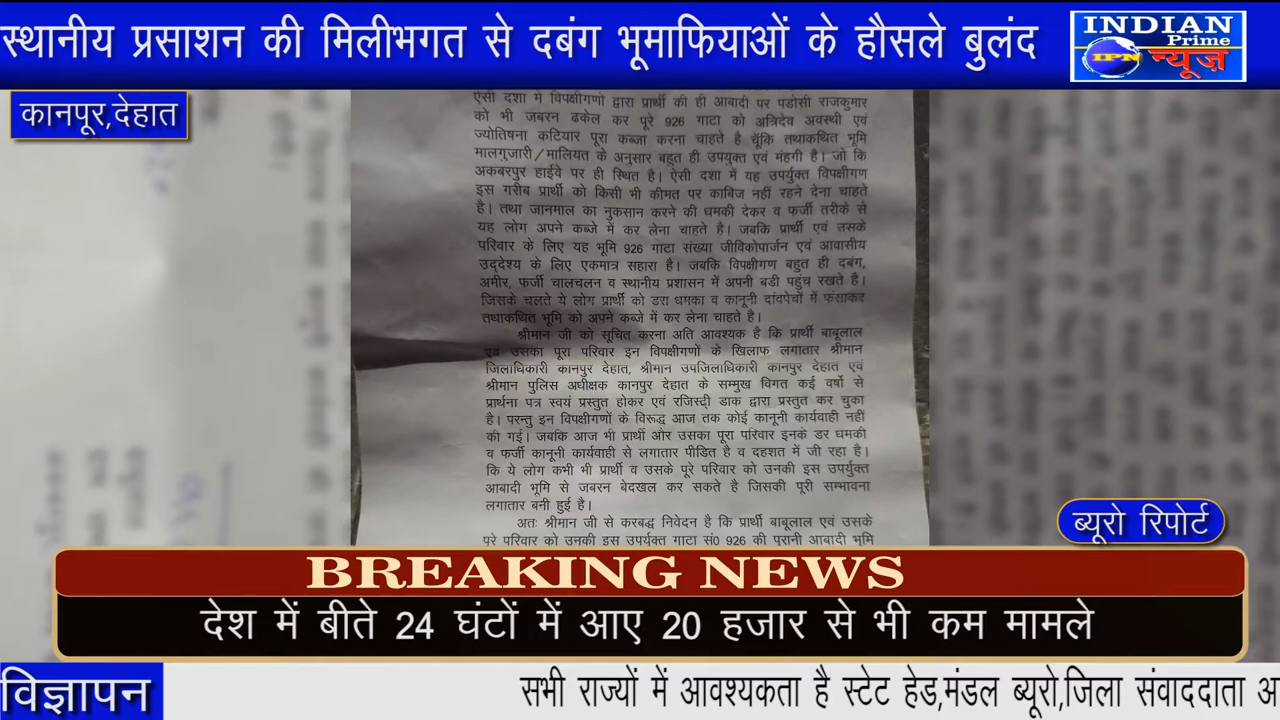 स्थानीय प्रसाशन की मिलीभगत से दबंग भूमाफियाओं के हौसले बुलंद
INDIAN
Prime
IPN न्यूज़
कानपुर,देहात
ऐसी दशा में विपक्षीगणों द्वारा प्रार्थी की ही आबादी पर पडोसी राजकुमार
को भी जबरन ढकेल कर पूरे 926 गाटा को अत्रिदेव अवस्थी एवं
ज्योतिषना कटियार पूरा कब्जा करना चाहते है चूंकि तथाकथित भूमि
मालगुजारी/मालियत के अनुसार बहुत ही उपयुक्त एवं मंहगी है। जो कि
अकबरपुर हाईवे पर ही स्थित है। ऐसी दशा में यह उपर्युक्त विपक्षीगण
इस गरीब प्रार्थी को किसी भी कीमत पर काबिज नहीं रहने देना चाहते
है। तथा जानमाल का नुकसान करने की धमकी देकर व फर्जी तरीके से
यह लोग अपने कब्जे में कर लेना चाहते है। जबकि प्रार्थी एवं उसके
परिवार के लिए यह भूमि 926 गाटा संख्या जीविकोपार्जन एवं आवासीय
उद्देश्य के लिए एकमात्र सहारा है। जबकि विपक्षीगण बहुत ही दबंग,
अमीर, फर्जी चालचलन व स्थानीय प्रशासन में अपनी बडी पहुंच रखते है।
जिसके चलते ये लोग प्रार्थी को डरा धमका व कानूनी दांवपेचों में फंसाकर
तथाकथित भूमि को अपने कब्जे में कर लेना चाहते है।
श्रीमान जी को सूचित करना अति आवश्यक है कि प्रार्थी बाबूलाल
एवं उसका पूरा परिवार इन विपक्षीगणों के खिलाफ लगातार श्रीमान
जिलाधिकारी कानपुर देहात, श्रीमान उपजिलाधिकारी कानपुर देहात एवं
श्रीमान पुलिस अधीक्षक कानपुर देहात के सम्मुख विगत कई वर्षो से
प्रार्थना पत्र स्वयं प्रस्तुत होकर एवं रजिस्ट्री डाक द्वारा प्रस्तुत कर चुका
है। परन्तु इन विपक्षीगणों के विरूद्ध आज तक कोई कानूनी कार्यवाही नहीं
की गई। जबकि आज भी प्रार्थी और उसका पूरा परिवार इनके डर धमकी
व फर्जी कानूनी कार्यवाही से लगातार पीडित है व दहशत में जी रहा है।
कि ये लोग कभी भी प्रार्थी व उसके पूरे परिवार को उनकी इस उपर्युक्त
आबादी भूमि से जबरन बेदखल कर सकते है जिसकी पूरी सम्भावना
लगातार बनी हुई है।
अतः श्रीमान जी से करबद्ध निवेदन है कि प्रार्थी बाबूलाल एवं उसके
पूरे परिवार को उनकी इस उपर्युक्त गाटा सं0 926 की पुरानी आबादी भूमि
ब्यूरो रिपोर्ट
BREAKING NEWS
देश में बीते 24 घंटों में आए 20 हजार से भी कम मामले
विज्ञापन
सभी राज्यों में आवश्यकता है स्टेट हेड,मंडल ब्यूरो,जिला संवाददाता अ